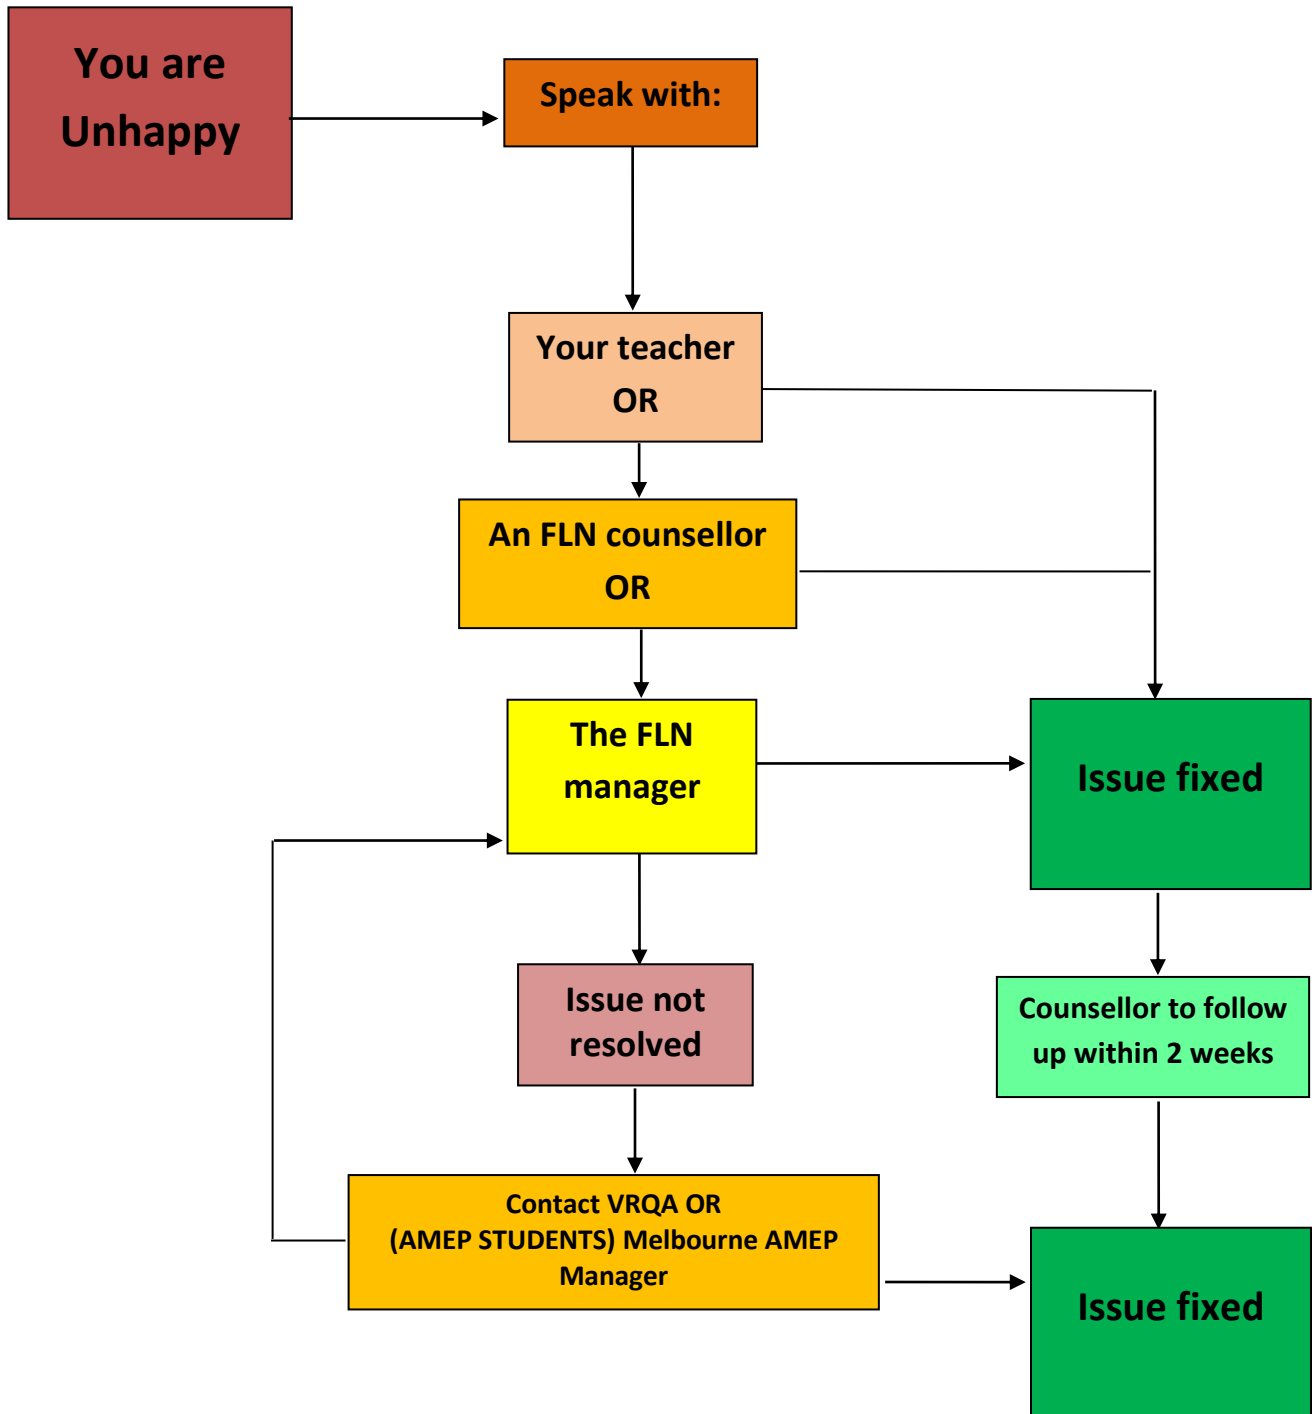 You are
Unhappy
Speak with:
Your teacher
OR
An FLN counsellor
OR
The FLN
manager
Issue fixed
Issue not
resolved
Counsellor to follow
up within 2 weeks
Contact VRQA OR
(AMEP STUDENTS) Melbourne AMEP
Manager
Issue fixed